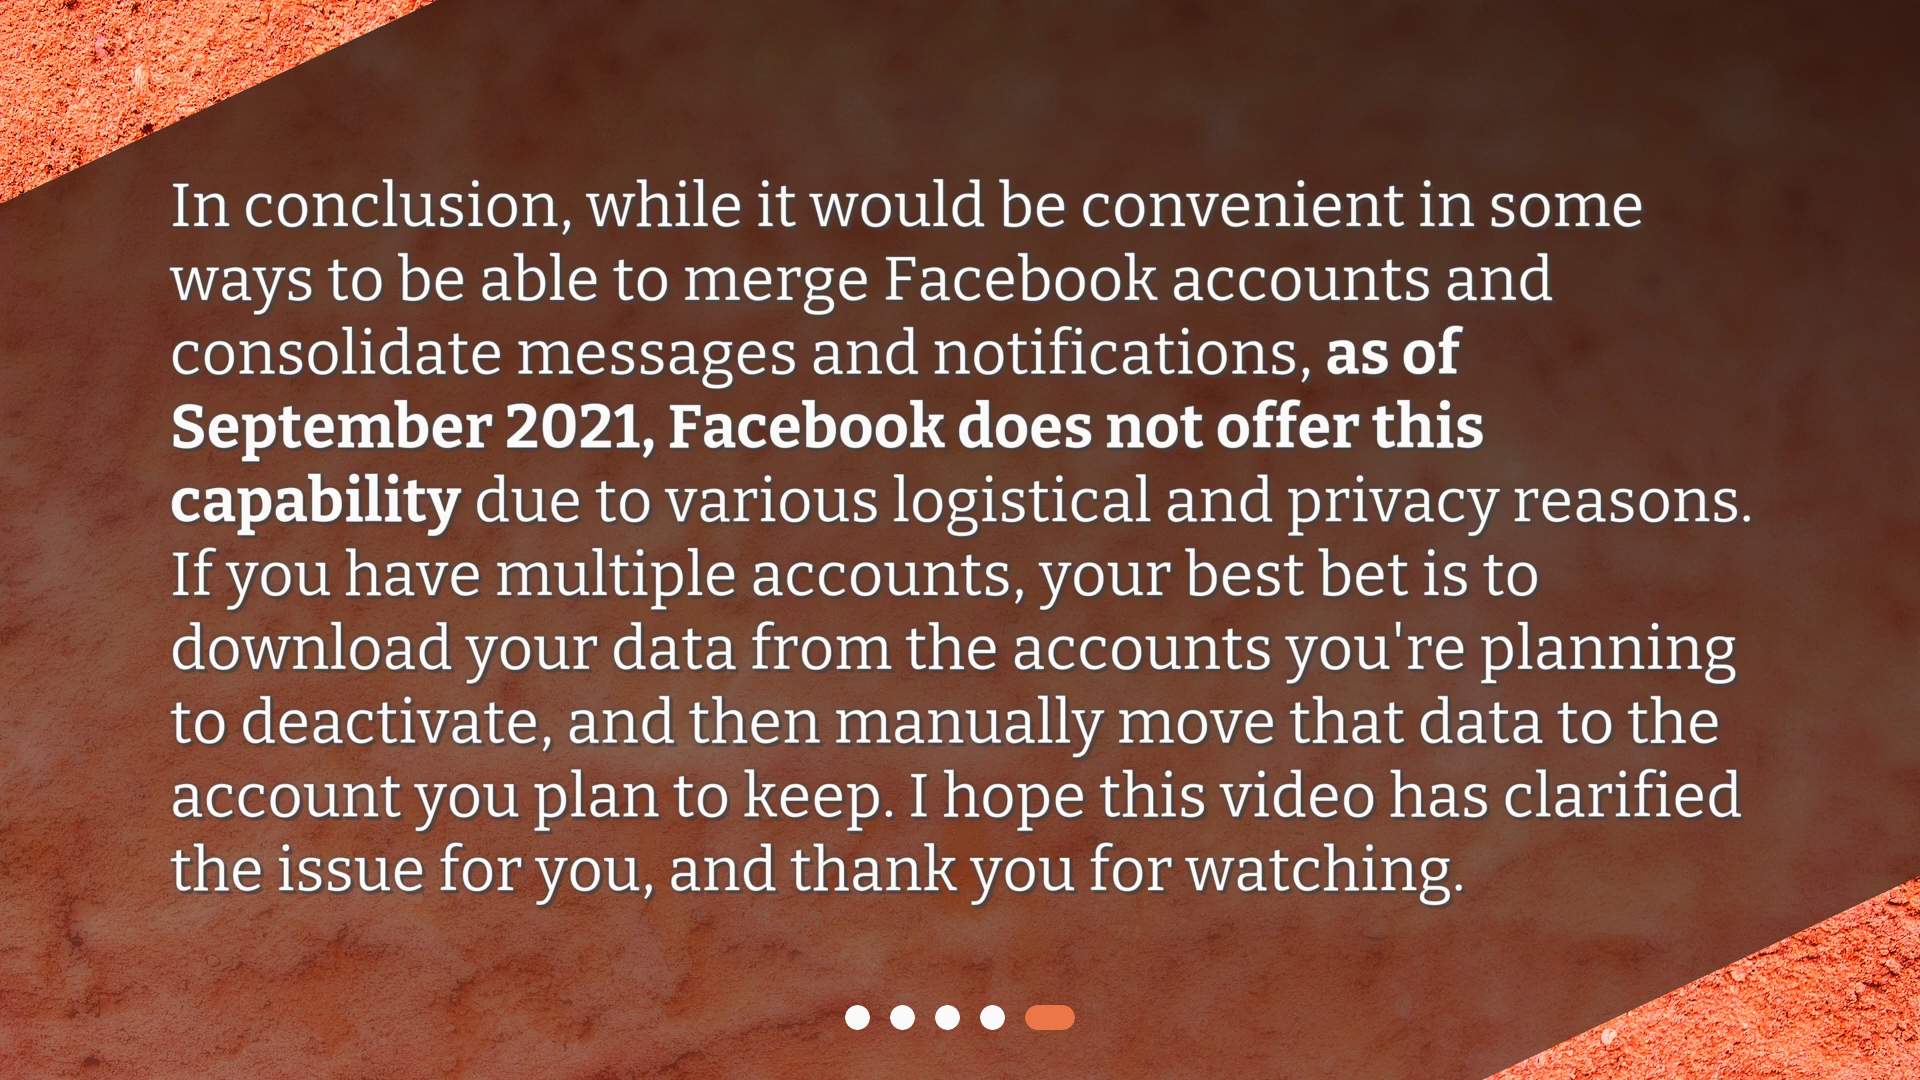 In conclusion, while it would be convenient in some
ways to be able to merge Facebook accounts and
consolidate messages and notifications, as of
September 2021, Facebook does not offer this
capability due to various logistical and privacy reasons.
If you have multiple accounts, your best bet is to
download your data from the accounts you're planning
to deactivate, and then manually move that data to the
account you plan to keep. I hope this video has clarified
the issue for you, and thank you for watching.